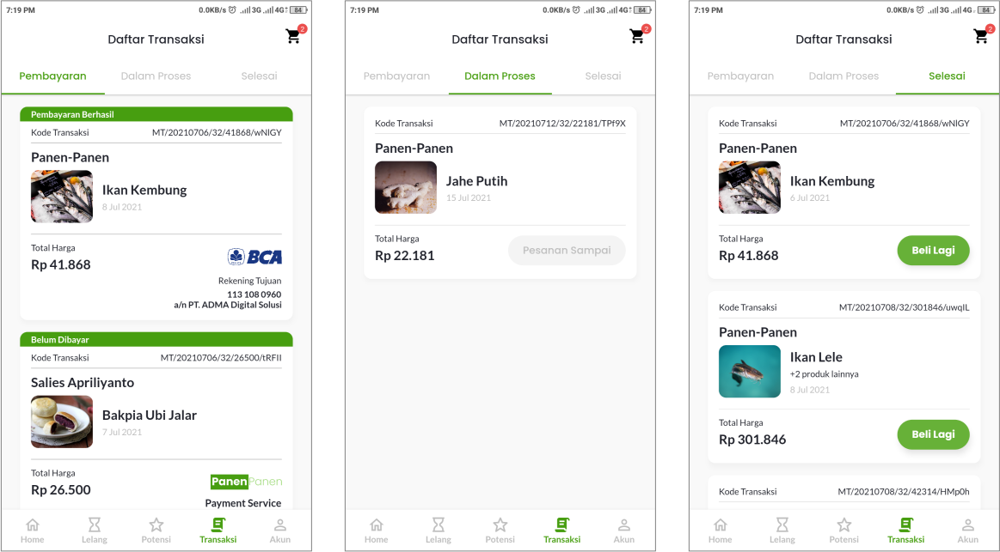 7:19 PM 0.0KB/s 3G 4G 84
Daftar Transaksi 2
Pembayaran Dalam Proses Selesai
Pembayaran Berhasil
Kode Transaksi MT/20210706/32/41868/wNlGY
Panen-Panen
Ikan Kembung
8 Jul 2021
Total Harga
Rp 41.868
BCA
Rekening Tujuan
113 108 0960
a/n PT. ADMA Digital Solusi
Belum Dibayar
Kode Transaksi MT/20210706/32/26500/tRFII
Salies Apriliyanto
Bakpia Ubi Jalar
7 Jul 2021
Total Harga
Rp 26.500
PanenPanen
Payment Service
Home Lelang Potensi Transaksi Akun
7:19 PM 0.0KB/s 3G 4G 84
Daftar Transaksi 2
Pembayaran Dalam Proses Selesai
Kode Transaksi MT/20210712/32/22181/TPf9X
Panen-Panen
Jahe Putih
15 Jul 2021
Total Harga
Rp 22.181
Pesanan Sampai
Home Lelang Potensi Transaksi Akun
7:19 PM 0.0KB/s 3G 4G 84
Daftar Transaksi 2
Pembayaran Dalam Proses Selesai
Kode Transaksi MT/20210706/32/41868/wNlGY
Panen-Panen
Ikan Kembung
6 Jul 2021
Total Harga
Rp 41.868
Beli Lagi
Kode Transaksi MT/20210708/32/301846/uwqIL
Panen-Panen
Ikan Lele
+2 produk lainnya
8 Jul 2021
Total Harga
Rp 301.846
Beli Lagi
Kode Transaksi MT/20210708/32/42314/HMp0h
Home Lelang Potensi Transaksi Akun